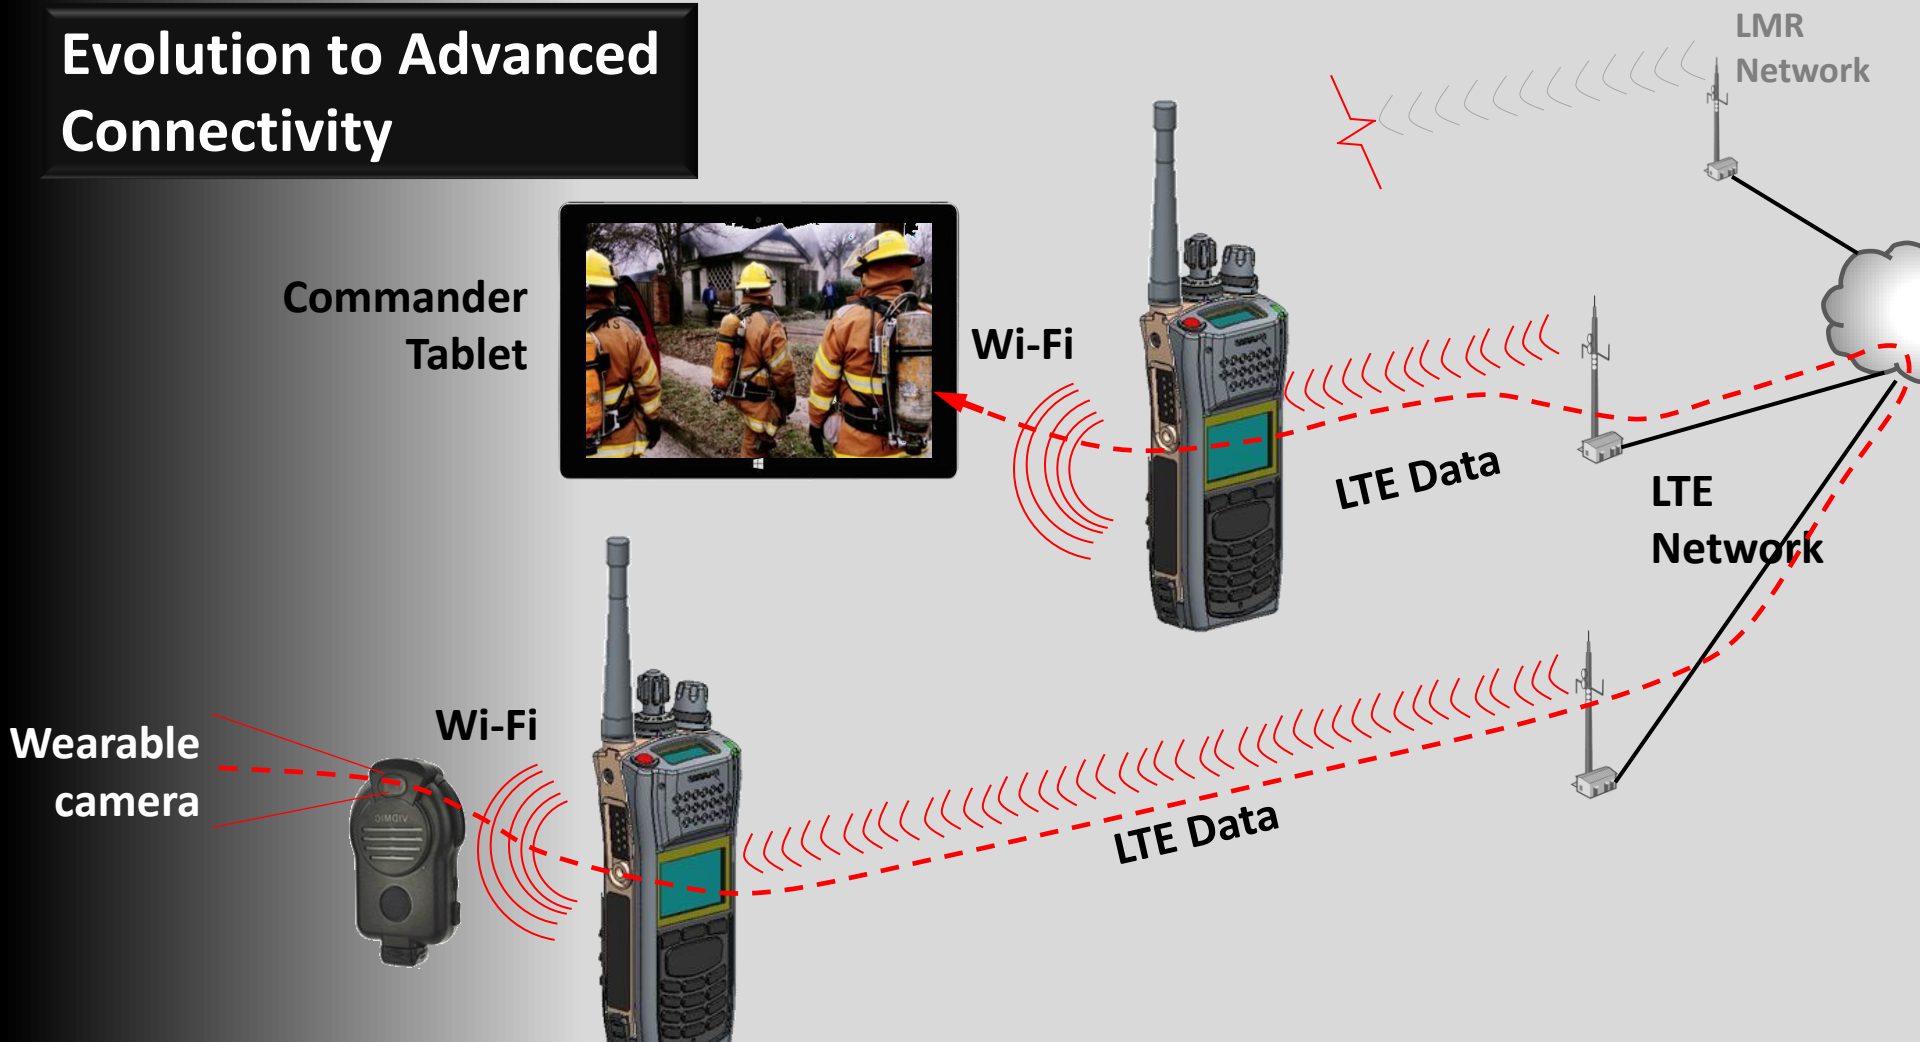 Evolution to Advanced
Connectivity
LMR
Network
Commander
Tablet
Wi-Fi
LTE Data
LTE
Network
Wearable
camera
Wi-Fi
VIDMIC
LTE Data